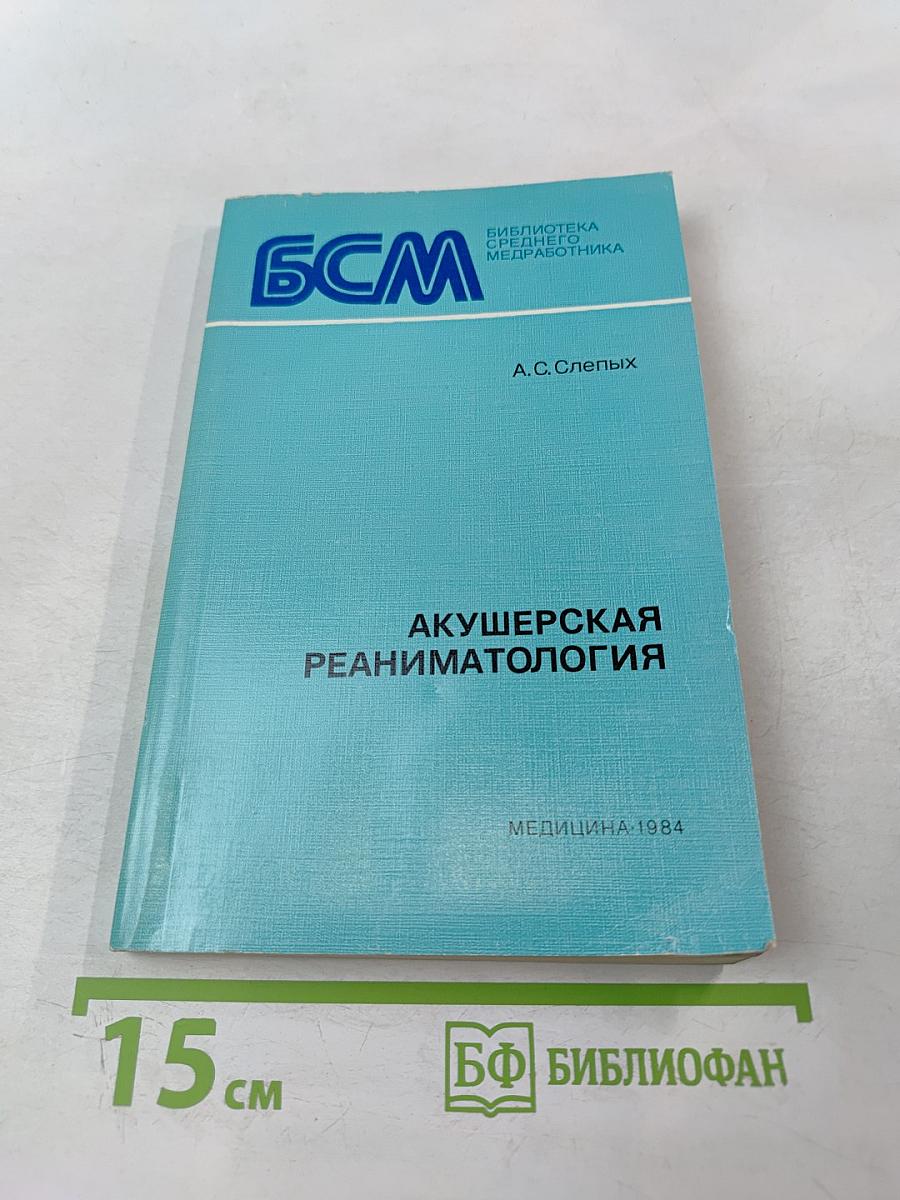 БСМ
БИБЛИОТЕКА
СРЕДНЕГО
МЕДРАБОТНИКА
А.С.Слепых
АКУШЕРСКАЯ
РЕАНИМАТОЛОГИЯ
МЕДИЦИНА·1984
15 см
БФ БИБЛИОФАН